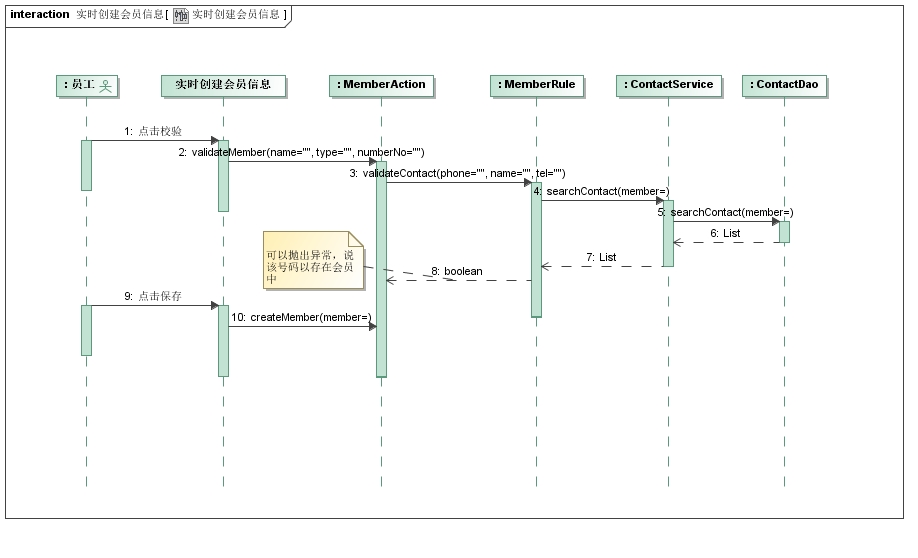 interaction 实时创建会员信息[ 实时创建会员信息 ]
: 员工
实时创建会员信息
: MemberAction
: MemberRule
: ContactService
: ContactDao
1: 点击校验
2: validateMember(name="", type="", numberNo="")
3: validateContact(phone="", name="", tel="")
4: searchContact(member=)
5: searchContact(member=)
6: List
7: List
可以抛出异常，说
该号码以存在会员
中
8: boolean
9: 点击保存
10: createMember(member=)